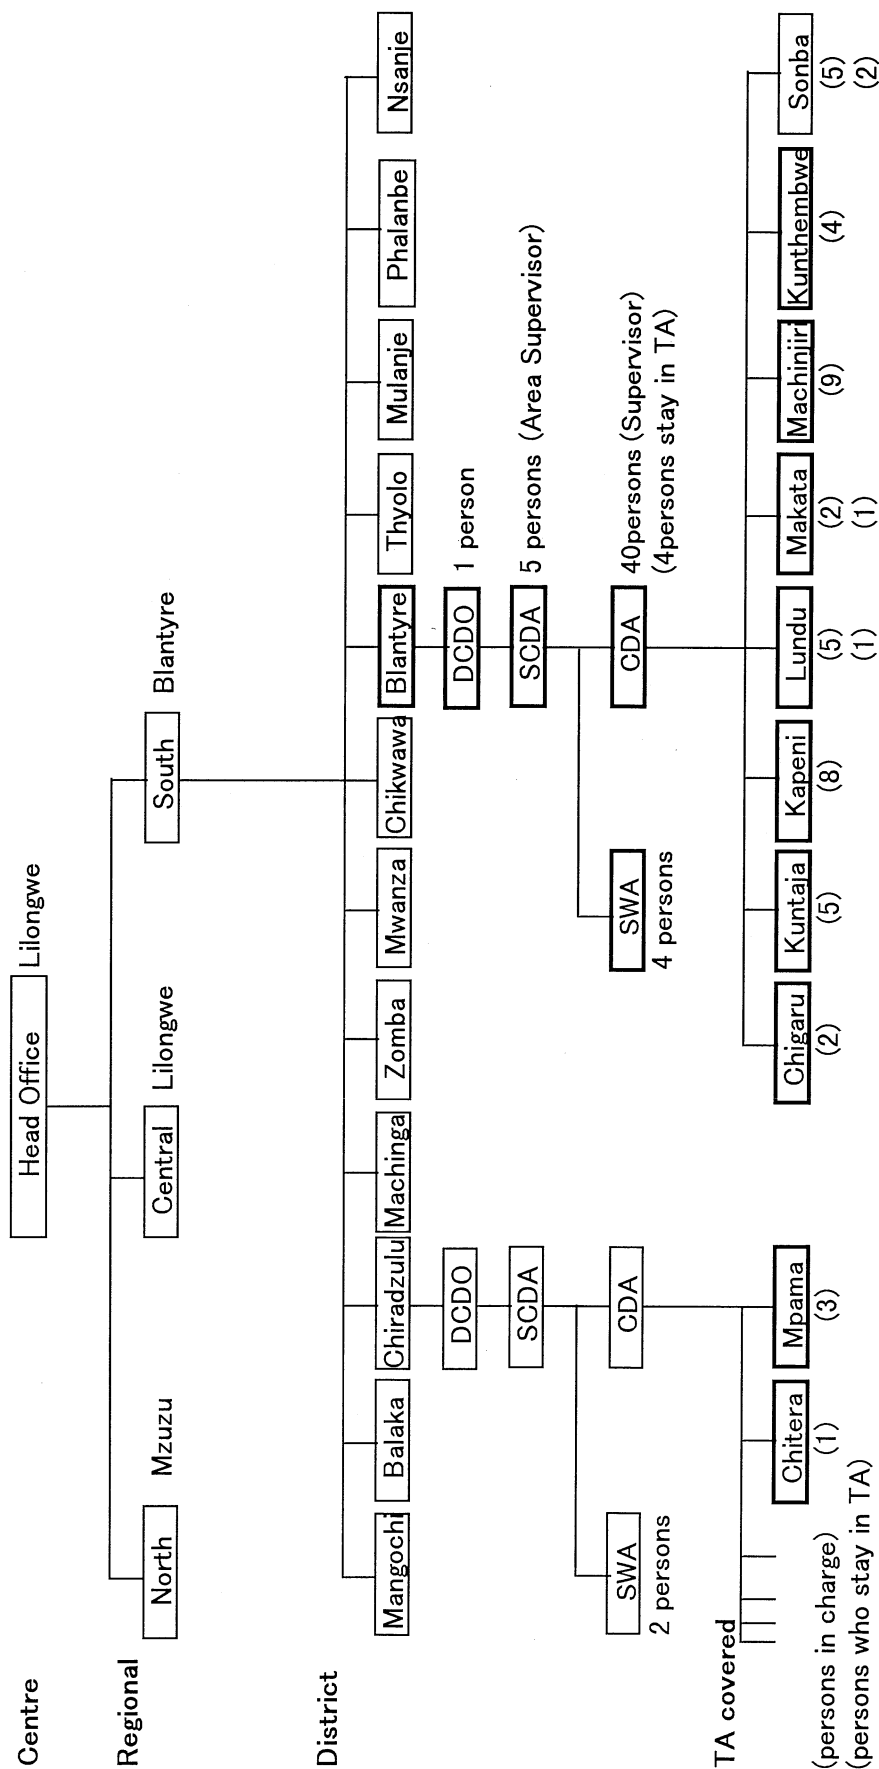 Centre
Head Office Lilongwe
Regional
North Mzuzu Central Lilongwe South Blantyre
District
Mangochi Balaka Chiradzulu Machinga Zomba Mwanza Chikwawa Blantyre Thyolo Mulanje Phalanbe Nsanje
DCDO DCDO 1 person
SCDA SCDA 5 persons (Area Supervisor)
SWA CDA SWA CDA 40persons (Supervisor)
2 persons 4 persons (4persons stay in TA)
TA covered
Chitera Mpama Chigaru Kuntaja Kapeni Lundu Makata Machinjiri Kunthembwe Sonba
(persons in charge) (1) (3) (2) (5) (8) (5) (2) (9) (4) (5)
(persons who stay in TA) (1) (1) (2)